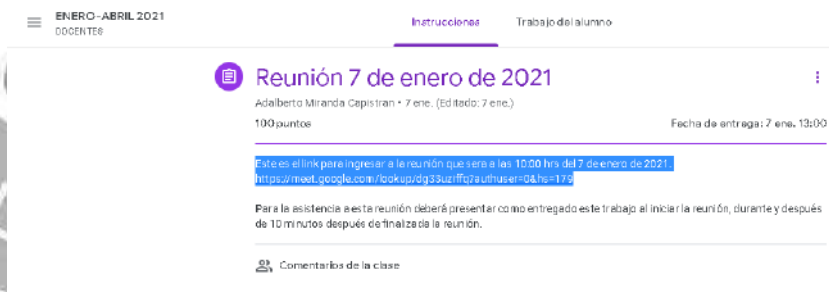 ENERO-ABRIL 2021
DOCENTES
Instrucciones
Trabajo del alumno
Reunión 7 de enero de 2021
Adalberto Miranda Capistran • 7 ene. (Editado: 7 ene.)
100 puntos
Fecha de entrega: 7 ene. 13:00
Este es el link para ingresar a la reunión que sera a las 10:00 hrs del 7 de enero de 2021.
https://meet.google.com/lookup/dg33uziffq?authuser=0&hs=179
Para la asistencia a esta reunión deberá presentar como entregado este trabajo al iniciar la reunión, durante y después
de 10 minutos después de finalizada la reunión.
Comentarios de la clase